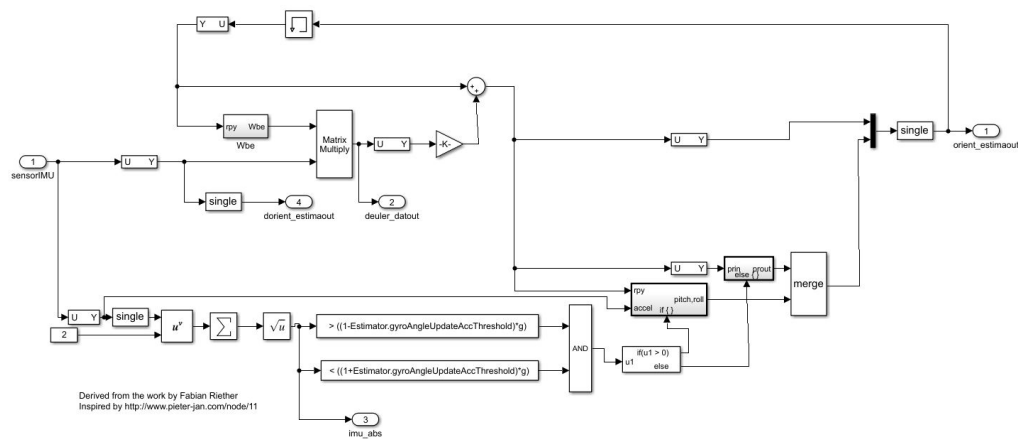 Y U
+
+
rpy Wbe
Wbe
Matrix
Multiply
U Y
-K-
U Y
single
1
orient_estimaout
1
sensorIMU
U Y
single
4
dorient_estimaout
2
deuler_datout
U Y
prin prout
else { }
merge
rpy
pitch,roll
accel
if { }
U Y
single
2
u^v
∑
√u
> ((1-Estimator.gyroAngleUpdateAccThreshold)*g)
AND
if(u1 > 0)
u1
else
< ((1+Estimator.gyroAngleUpdateAccThreshold)*g)
Derived from the work by Fabian Riether
Inspired by http://www.pieter-jan.com/node/11
3
imu_abs